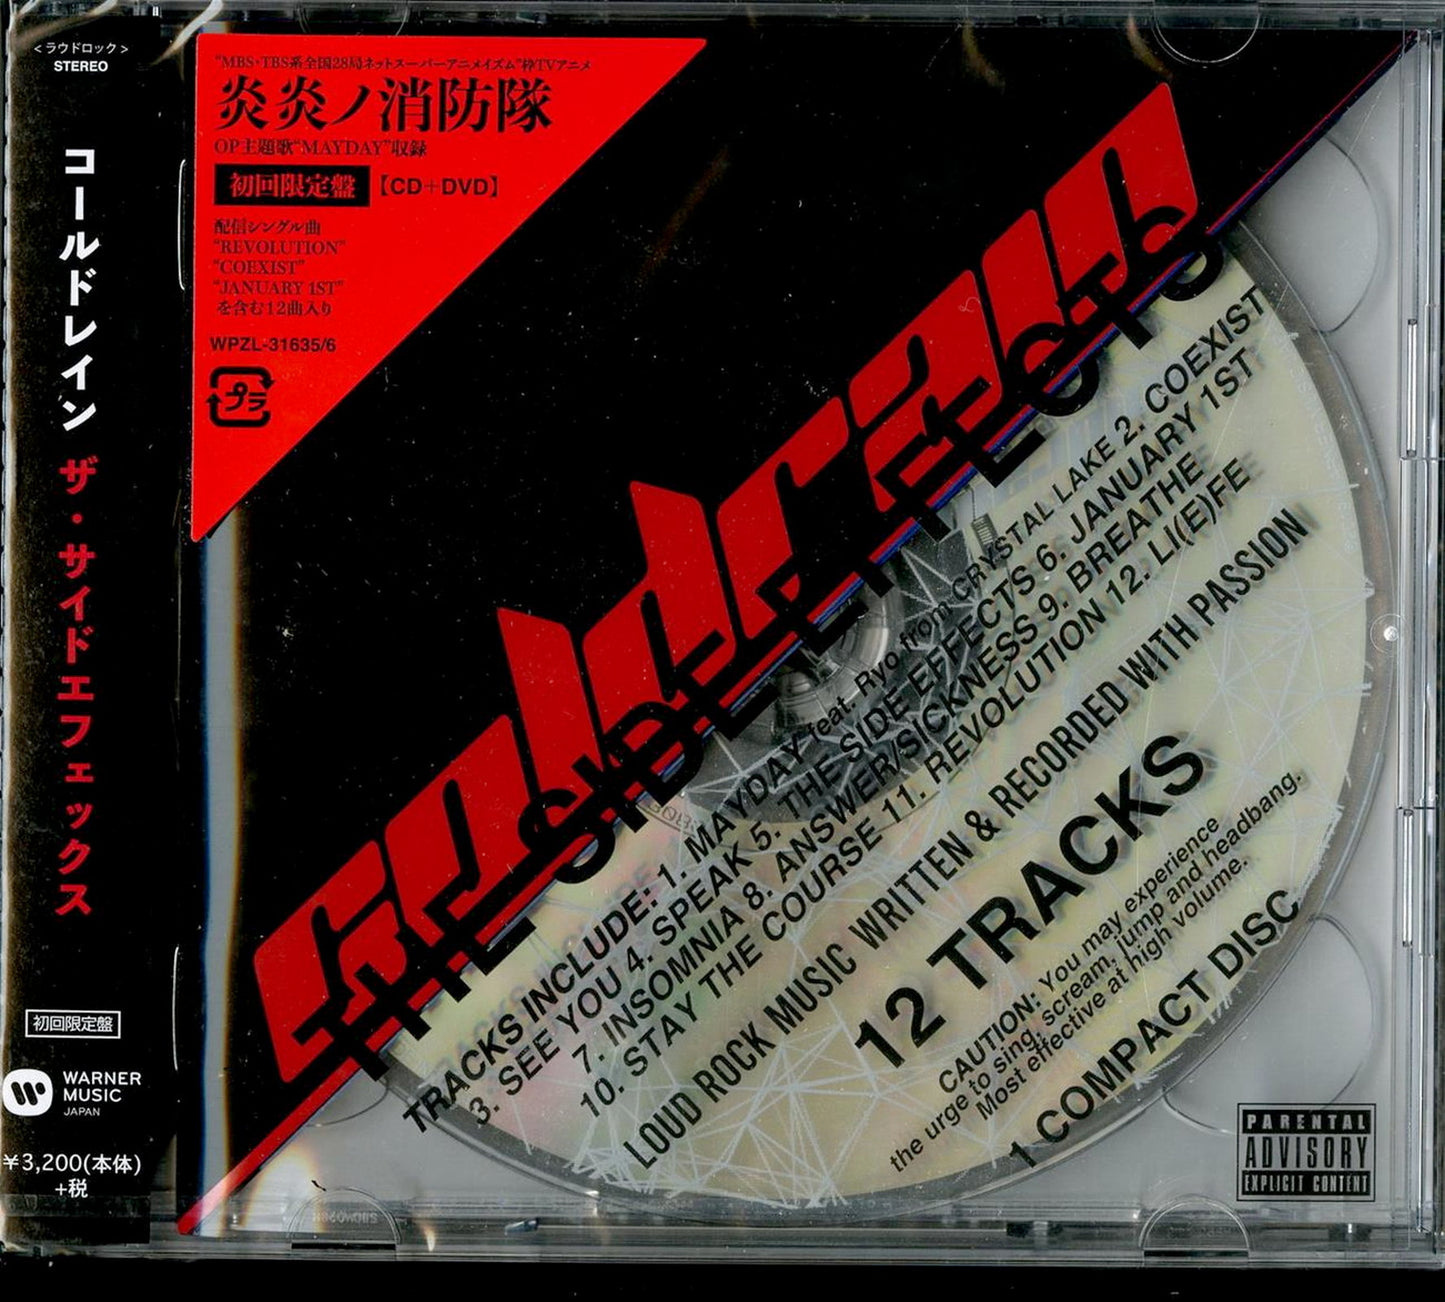 <ラウドロック>
STEREO
コールドレイン ザ・サイドエフェックス
初回限定盤
WARNER
MUSIC
JAPAN
¥3,200(本体)
+税
"MBS・TBS系全国28局ネットスーパーアニメイズム"枠TVアニメ
炎炎ノ消防隊
OP主題歌"MAYDAY"収録
初回限定盤【CD+DVD】
配信シングル曲
"REVOLUTION"
"COEXIST"
"JANUARY 1ST"
を含む12曲入り
WPZL-31635/6
プラ
coldrain
THE SIDE EFFECTS
TRACKS INCLUDE: 1. MAYDAY feat. Ryo from CRYSTAL LAKE 2. COEXIST
3. SEE YOU 4. SPEAK 5. THE SIDE EFFECTS 6. JANUARY 1ST
7. INSOMNIA 8. ANSWER/SICKNESS 9. BREATHE
10. STAY THE COURSE 11. REVOLUTION 12. LI(E)FE
LOUD ROCK MUSIC WRITTEN & RECORDED WITH PASSION
12 TRACKS
CAUTION: You may experience
the urge to sing, scream, jump and headbang.
Most effective at high volume.
1 COMPACT DISC
PARENTAL
ADVISORY
EXPLICIT CONTENT